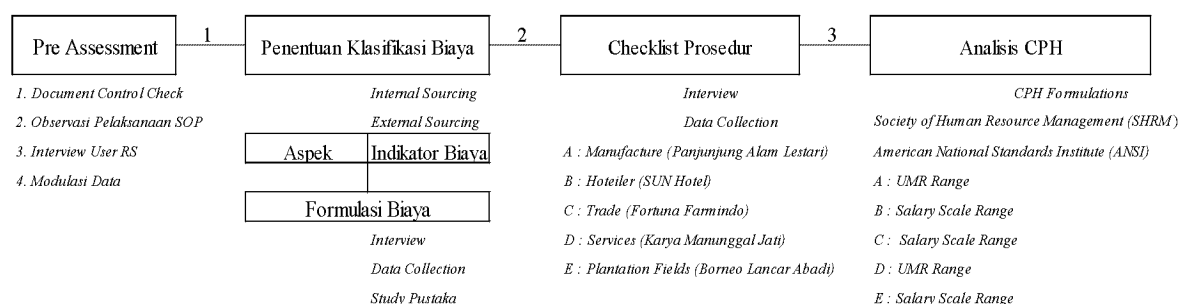 Pre Assessment
1
Penentuan Klasifikasi Biaya
2
Checklist Prosedur
3
Analisis CPH
1. Document Control Check
2. Observasi Pelaksanaan SOP
3. Interview User RS
4. Modulasi Data
Internal Sourcing
External Sourcing
Aspek
Indikator Biaya
Formulasi Biaya
Interview
Data Collection
Study Pustaka
Interview
Data Collection
A : Manufacture (Panjunjung Alam Lestari)
B : Hoteiler (SUN Hotel)
C : Trade (Fortuna Farmindo)
D : Services (Karya Manunggal Jati)
E : Plantation Fields (Borneo Lancar Abadi)
CPH Formulations
Society of Human Resource Management (SHRM)
American National Standards Institute (ANSI)
A : UMR Range
B : Salary Scale Range
C : Salary Scale Range
D : UMR Range
E : Salary Scale Range